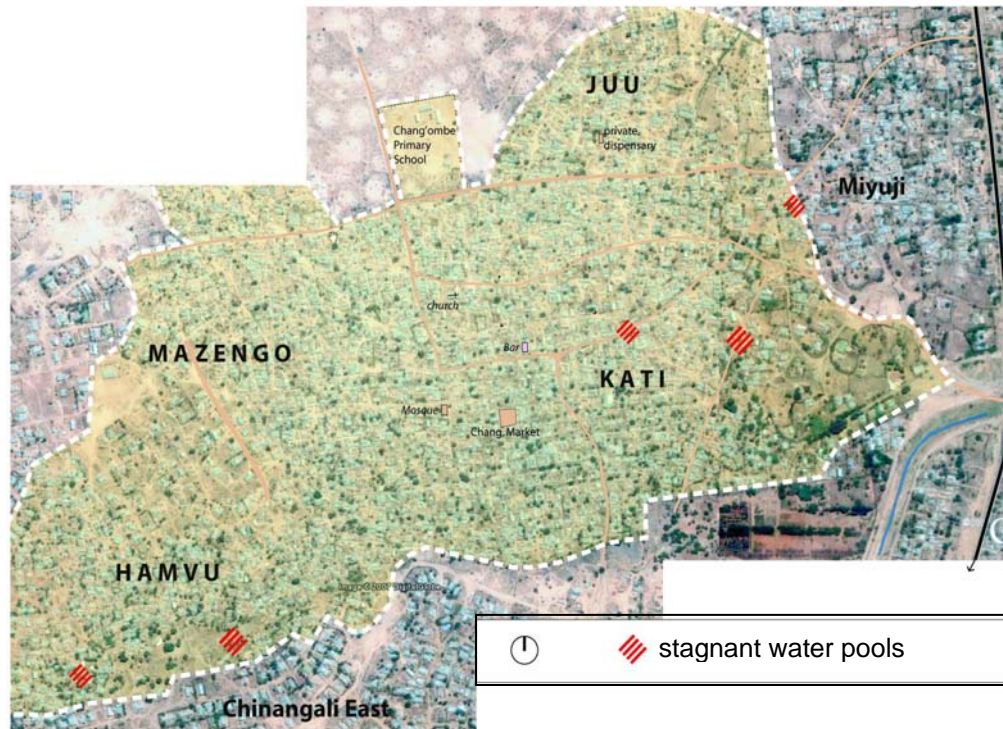 JUU
Chang'ombe
Primary
School
private
dispensary
Miyuji
church
MAZENGO
Bar
KATI
Mosque
Chang. Market
HAMVU
stagnant water pools
Chinangali East